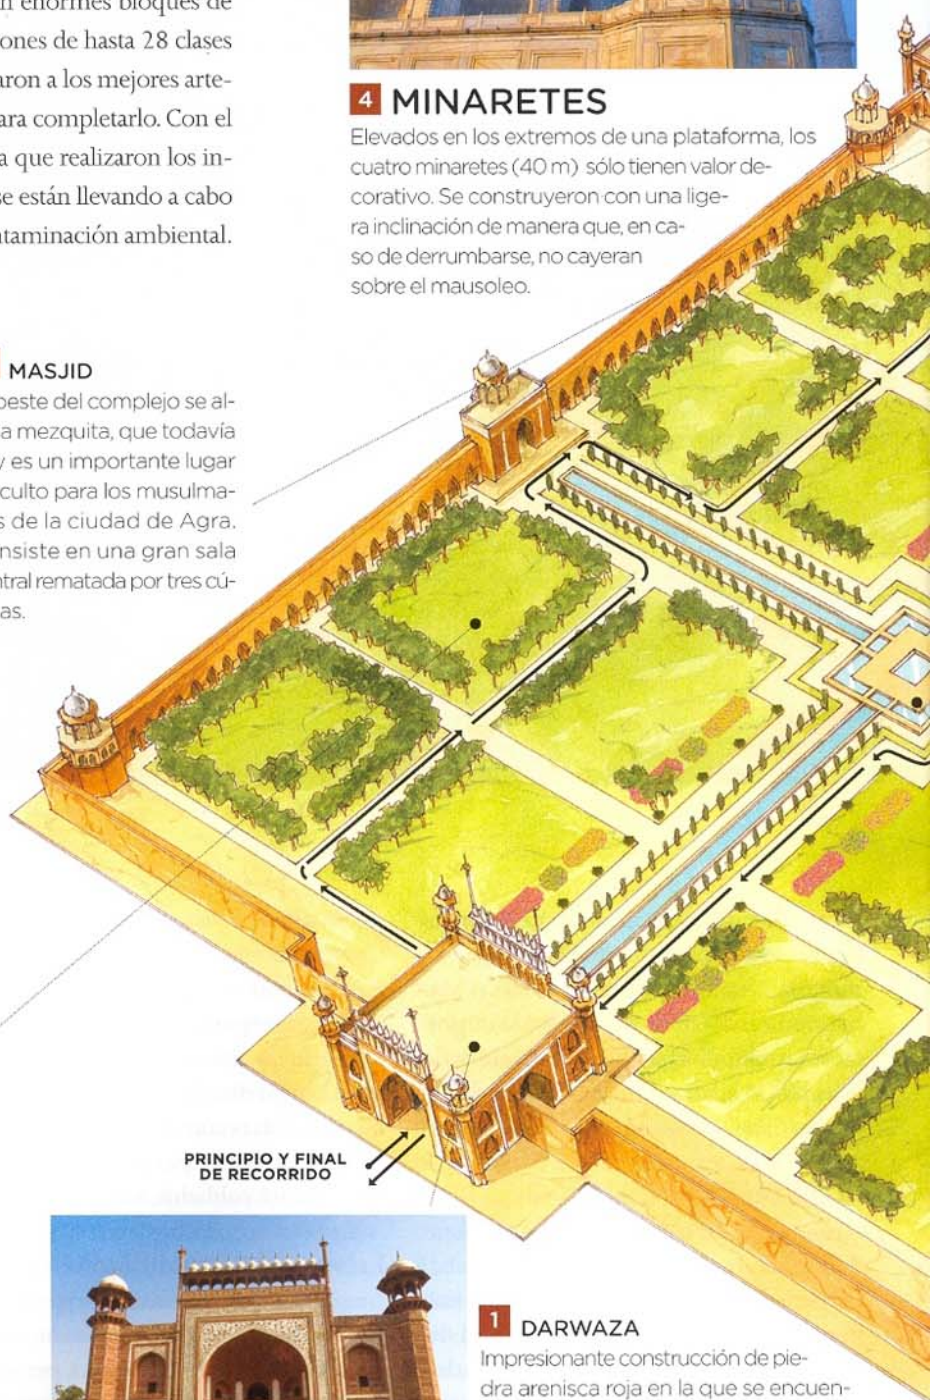 enormes bloques de
ones de hasta 28 clases
aron a los mejores arte-
ara completarlo. Con el
a que realizaron los in-
se están llevando a cabo
ntaminación ambiental.
4 MINARETES
Elevados en los extremos de una plataforma, los
cuatro minaretes (40 m) sólo tienen valor de-
corativo. Se construyeron con una lige-
ra inclinación de manera que, en ca-
so de derrumbarse, no cayeran
sobre el mausoleo.
MASJID
oeste del complejo se al-
a mezquita, que todavía
y es un importante lugar
culto para los musulma-
s de la ciudad de Agra.
nsiste en una gran sala
ntral rematada por tres cú-
as.
PRINCIPIO Y FINAL
DE RECORRIDO
1 DARWAZA
Impresionante construcción de pie-
dra arenisca roja en la que se encuen-